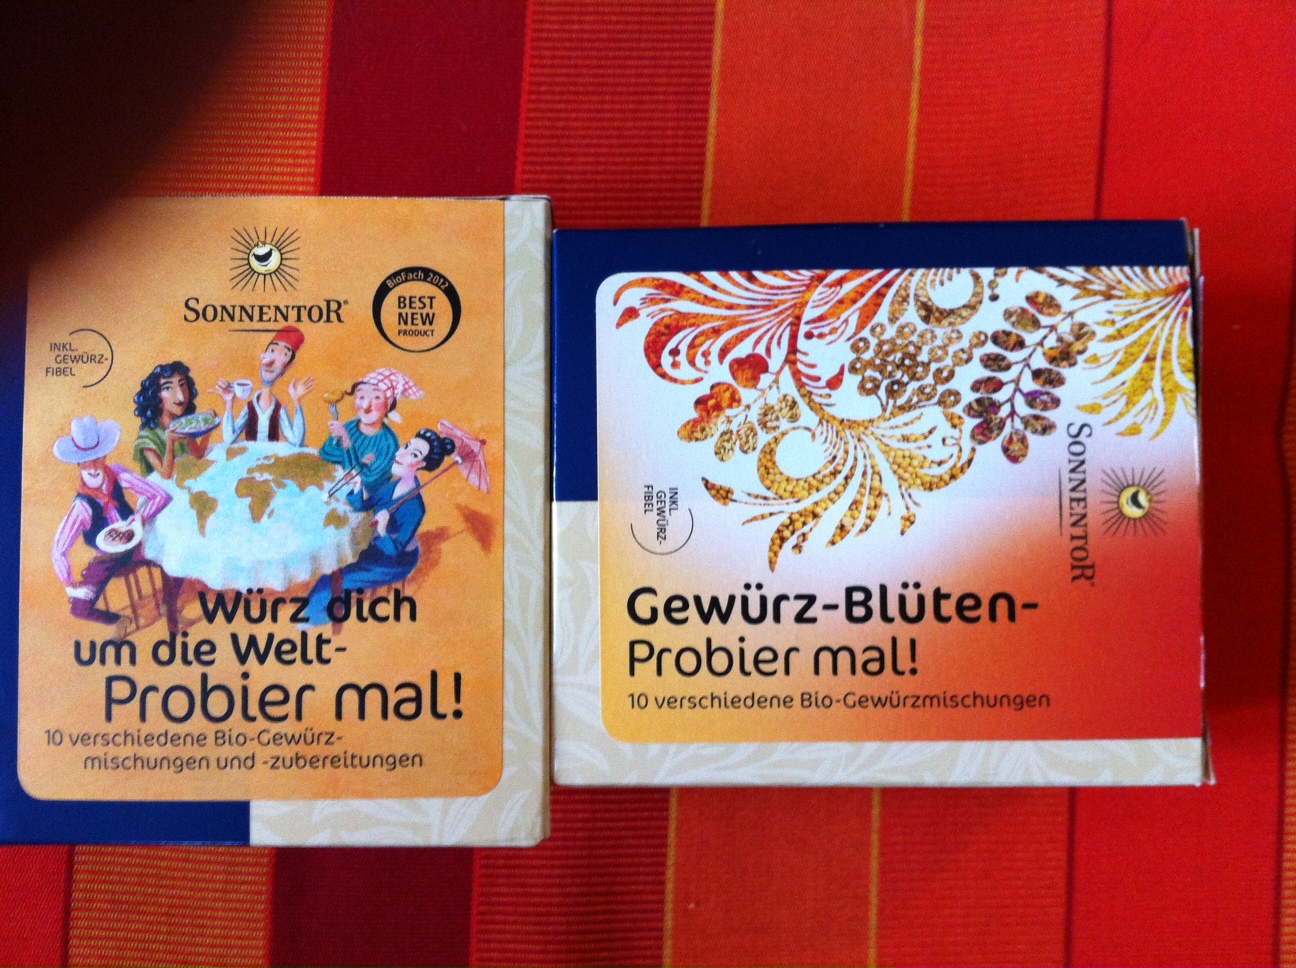 SONNENTOR®
BioFach 2012
BEST
NEW
PRODUCT
INKL.
GEWÜRZ-
FIBEL
Würz dich
um die Welt-
Probier mal!
10 verschiedene Bio-Gewürz-
mischungen und -zubereitungen
SONNENTOR®
INKL.
GEWÜRZ-
FIBEL
Gewürz-Blüten-
Probier mal!
10 verschiedene Bio-Gewürzmischungen